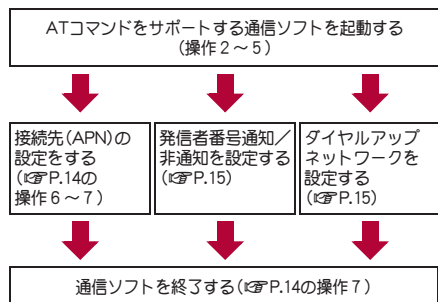 ATコマンドをサポートする通信ソフトを起動する
(操作2～5)
接続先(APN)の
設定をする
(☞P.14の
操作6～7)
発信者番号通知／
非通知を設定する
(☞P.15)
ダイヤルアップ
ネットワークを
設定する
(☞P.15)
通信ソフトを終了する(☞P.14の操作7)